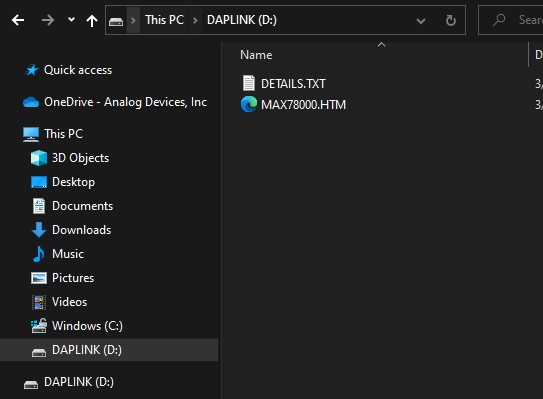 This PC DAPLINK (D:) Sear
Name D
Quick access
DETAILS.TXT 3/
OneDrive - Analog Devices, Inc
MAX78000.HTM 3/
This PC
3D Objects
Desktop
Documents
Downloads
Music
Pictures
Videos
Windows (C:)
DAPLINK (D:)
DAPLINK (D:)